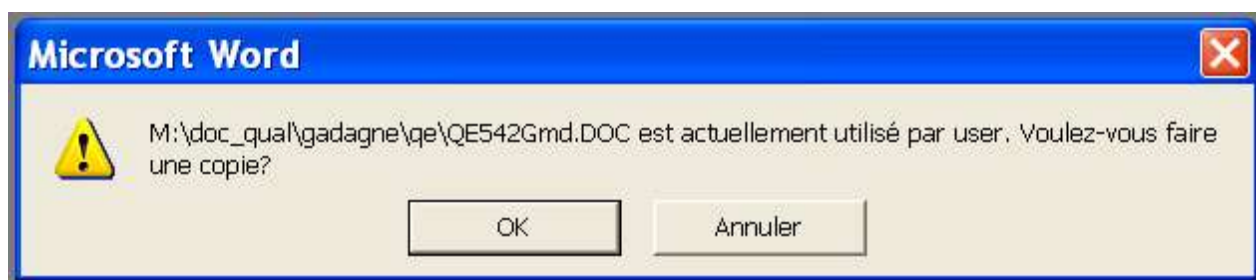 Microsoft Word
M:\doc_qual\gadagne\qe\QE542Gmd.DOC est actuellement utilisé par user. Voulez-vous faire
une copie?
OK
Annuler